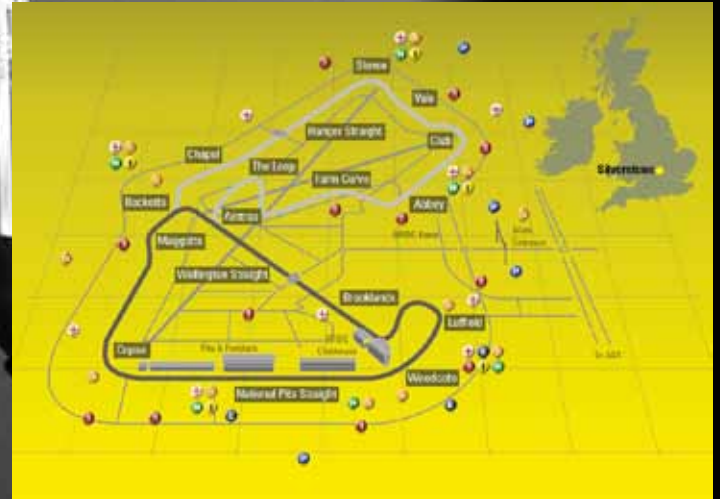 Stowe
Vale
Hangar Straight
Club
Chapel
The Loop
Farm Curve
Silverstone
Becketts
Aintree
Abbey
Maggotts
Wellington Straight
Brooklands
Luffield
Copse
Pits & Paddock
Clubhouse
Woodcote
National Pits Straight